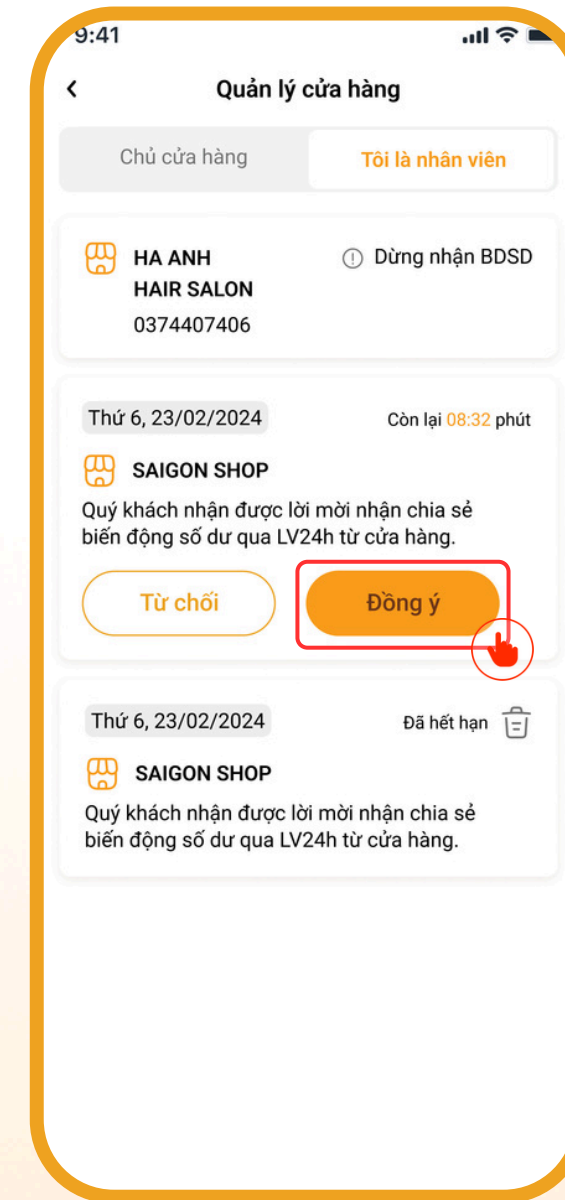 9:41
Quản lý cửa hàng
Chủ cửa hàng
Tôi là nhân viên
HA ANH
HAIR SALON
0374407406
Dừng nhận BDSD
Thứ 6, 23/02/2024
Còn lại 08:32 phút
SAIGON SHOP
Quý khách nhận được lời mời nhận chia sẻ
biến động số dư qua LV24h từ cửa hàng.
Từ chối
Đồng ý
Thứ 6, 23/02/2024
Đã hết hạn
SAIGON SHOP
Quý khách nhận được lời mời nhận chia sẻ
biến động số dư qua LV24h từ cửa hàng.